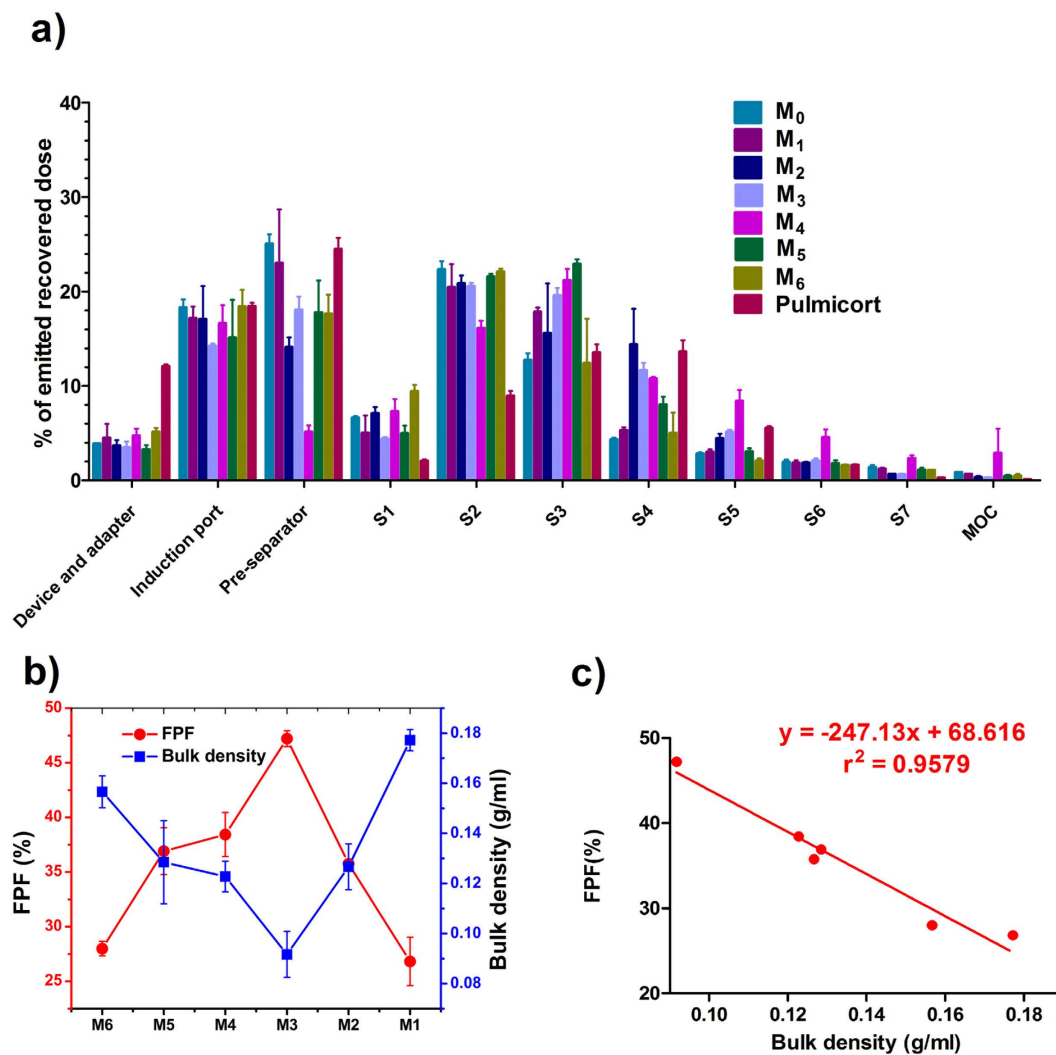 a)
% of emitted recovered dose
40
30
20
10
0
M0
M1
M2
M3
M4
M5
M6
Pulmicort
Device and adapter
Induction port
Pre-separator
S1
S2
S3
S4
S5
S6
S7
MOC
b)
FPF (%)
50
45
40
35
30
25
FPF
Bulk density
0.18
0.16
0.14
0.12
0.10
0.08
Bulk density (g/ml)
M6 M5 M4 M3 M2 M1
c)
FPF(%)
50
40
30
20
y = -247.13x + 68.616
r² = 0.9579
0.10 0.12 0.14 0.16 0.18
Bulk density (g/ml)